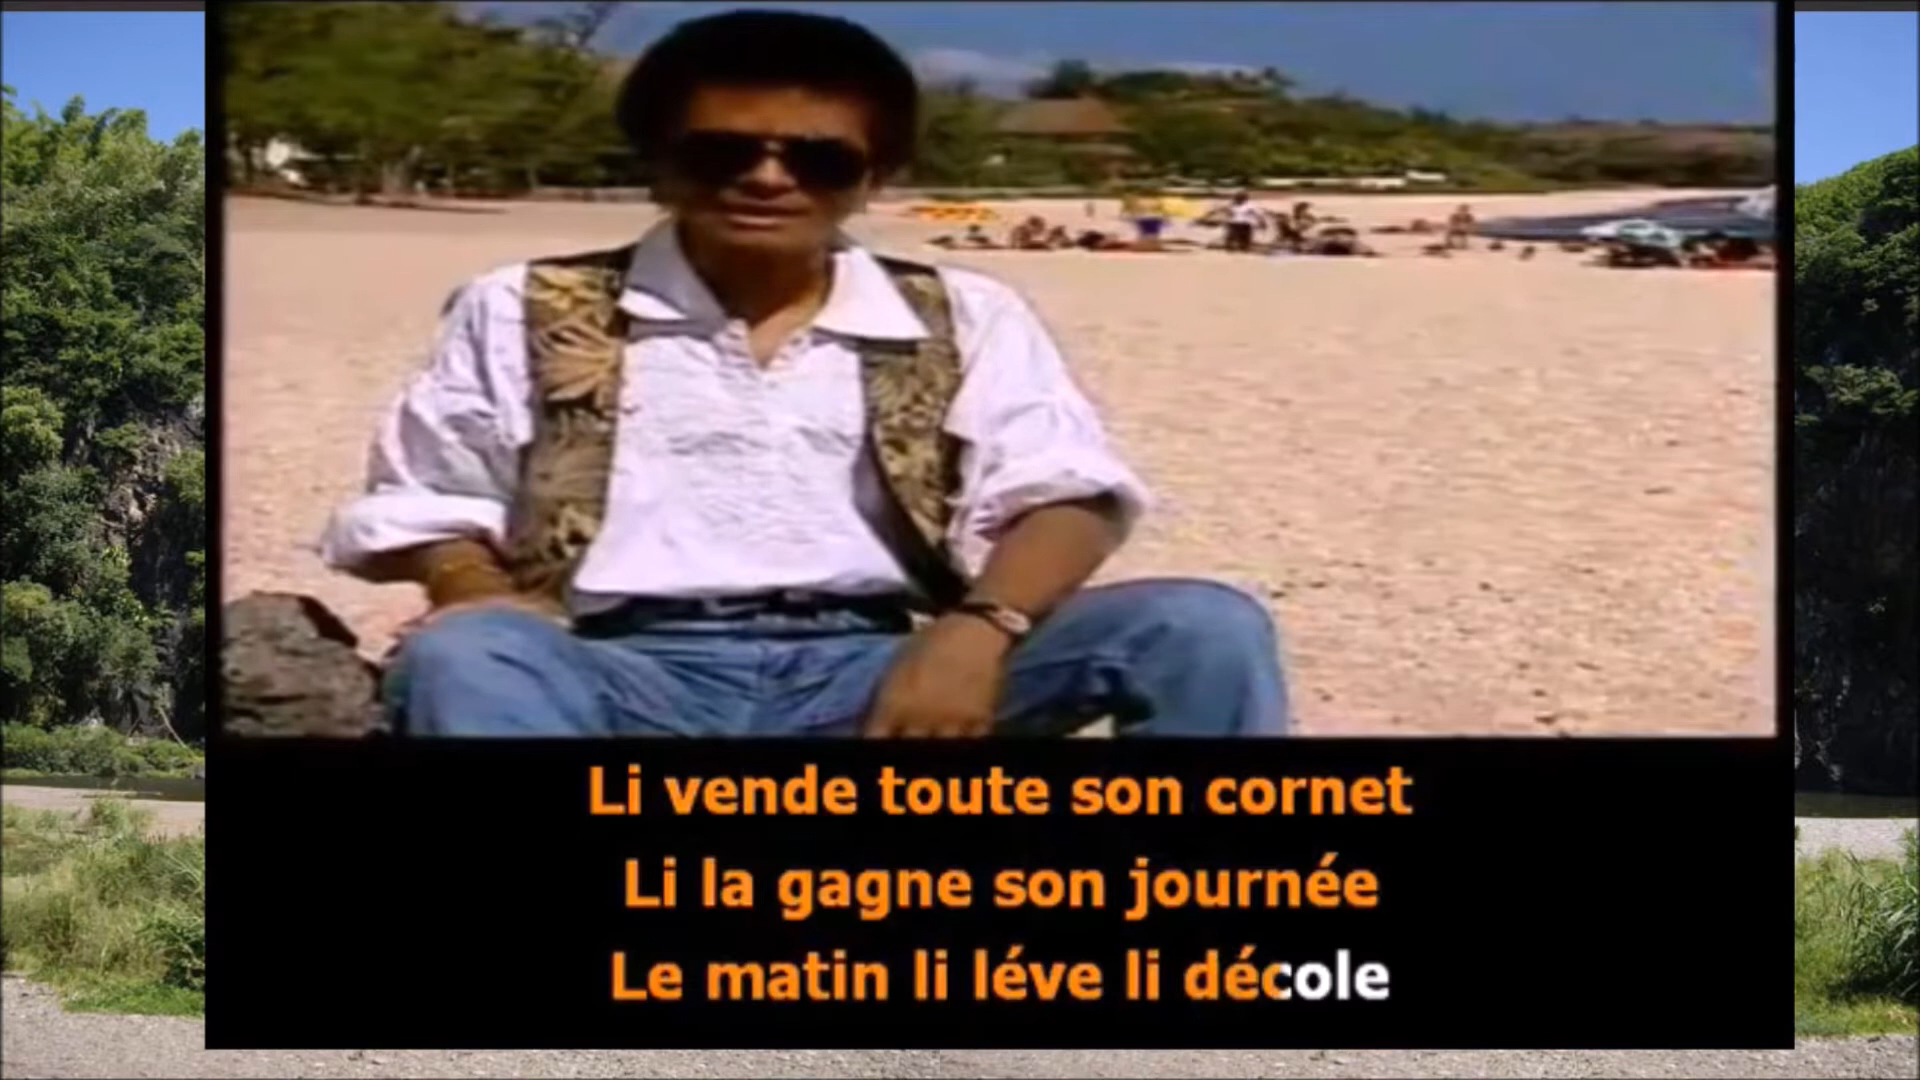 Li vende toute son cornet
Li la gagne son journée
Le matin li léve li décole